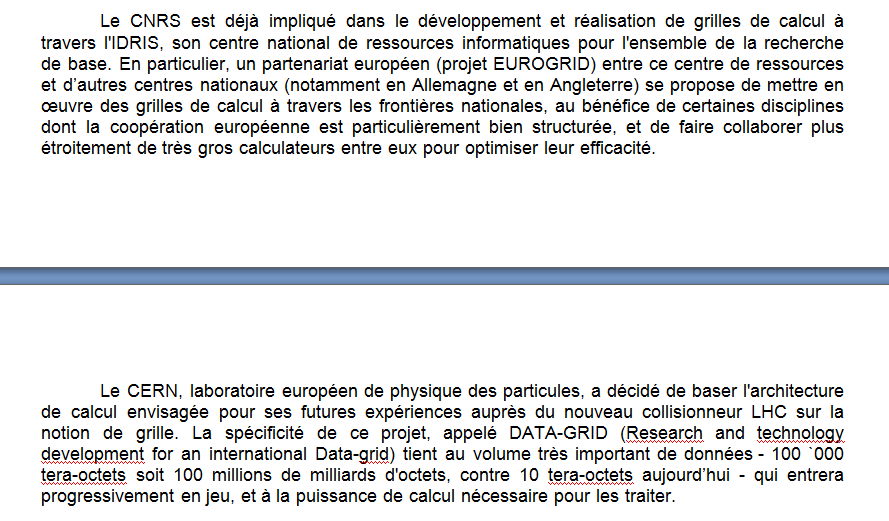 Le CNRS est déjà impliqué dans le développement et réalisation de grilles de calcul à
travers l'IDRIS, son centre national de ressources informatiques pour l'ensemble de la recherche
de base. En particulier, un partenariat européen (projet EUROGRID) entre ce centre de ressources
et d'autres centres nationaux (notamment en Allemagne et en Angleterre) se propose de mettre en
œuvre des grilles de calcul à travers les frontières nationales, au bénéfice de certaines disciplines
dont la coopération européenne est particulièrement bien structurée, et de faire collaborer plus
étroitement de très gros calculateurs entre eux pour optimiser leur efficacité.
Le CERN, laboratoire européen de physique des particules, a décidé de baser l'architecture
de calcul envisagée pour ses futures expériences auprès du nouveau collisionneur LHC sur la
notion de grille. La spécificité de ce projet, appelé DATA-GRID (Research and technology
development for an international Data-grid) tient au volume très important de données - 100 `000
tera-octets soit 100 millions de milliards d'octets, contre 10 tera-octets aujourd'hui - qui entrera
progressivement en jeu, et à la puissance de calcul nécessaire pour les traiter.